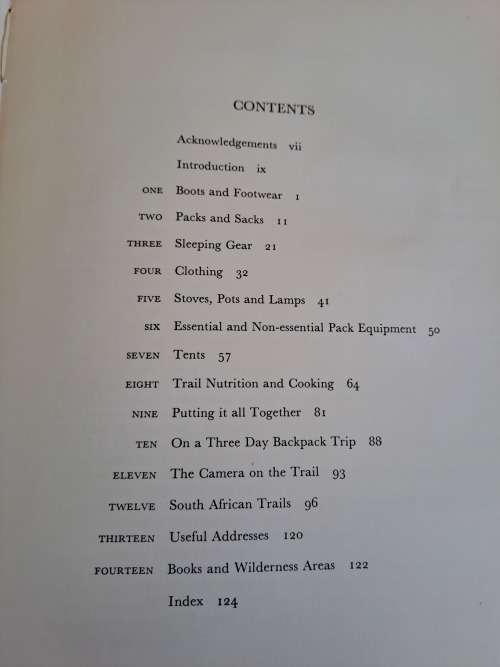 CONTENTS
Acknowledgements vii
Introduction ix
ONE Boots and Footwear 1
TWO Packs and Sacks 11
THREE Sleeping Gear 21
FOUR Clothing 32
FIVE Stoves, Pots and Lamps 41
SIX Essential and Non-essential Pack Equipment 50
SEVEN Tents 57
EIGHT Trail Nutrition and Cooking 64
NINE Putting it all Together 81
TEN On a Three Day Backpack Trip 88
ELEVEN The Camera on the Trail 93
TWELVE South African Trails 96
THIRTEEN Useful Addresses 120
FOURTEEN Books and Wilderness Areas 122
Index 124